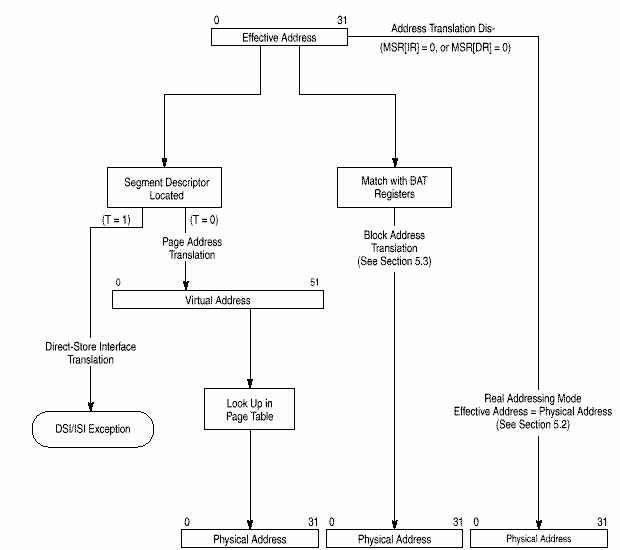 0 31
Effective Address
Address Translation Dis-
(MSR[IR] = 0, or MSR[DR] = 0)
Segment Descriptor
Located
Match with BAT
Registers
(T = 1)
(T = 0)
Page Address
Translation
Block Address
Translation
(See Section 5.3)
0 51
Virtual Address
Direct-Store Interface
Translation
Look Up in
Page Table
DSI/ISI Exception
Real Addressing Mode
Effective Address = Physical Address
(See Section 5.2)
0 31
Physical Address
0 31
Physical Address
0 31
Physical Address